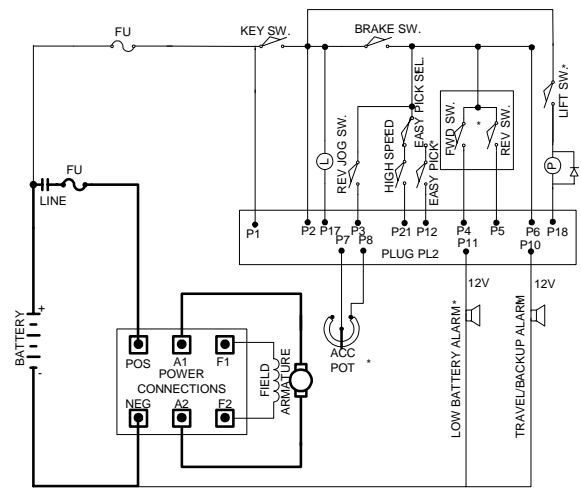 FU
KEY SW.
BRAKE SW.
LIFT SW.*
EASY PICK SEL.
FU
LINE
L
REV JOG SW.
HIGH SPEED
EASY PICK*
FWD SW.
*
REV SW.
P
P1
P2
P17
P3
P21
P12
P4
P5
P6
P18
P7
P8
P11
P10
PLUG PL2
12V
12V
+
BATTERY
-
LOW BATTERY ALARM*
TRAVEL/BACKUP ALARM
ACC
POT
*
POS
A1
F1
POWER
CONNECTIONS
NEG
A2
F2
FIELD
ARMATURE